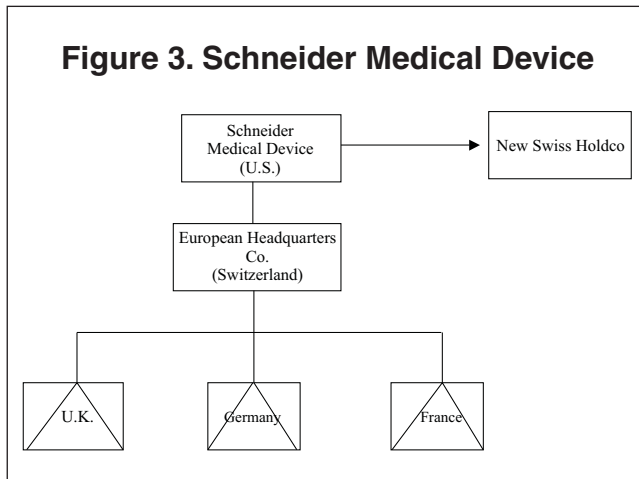 Figure 3. Schneider Medical Device
Schneider
Medical Device
(U.S.)
New Swiss Holdco
European Headquarters
Co.
(Switzerland)
U.K.
Germany
France